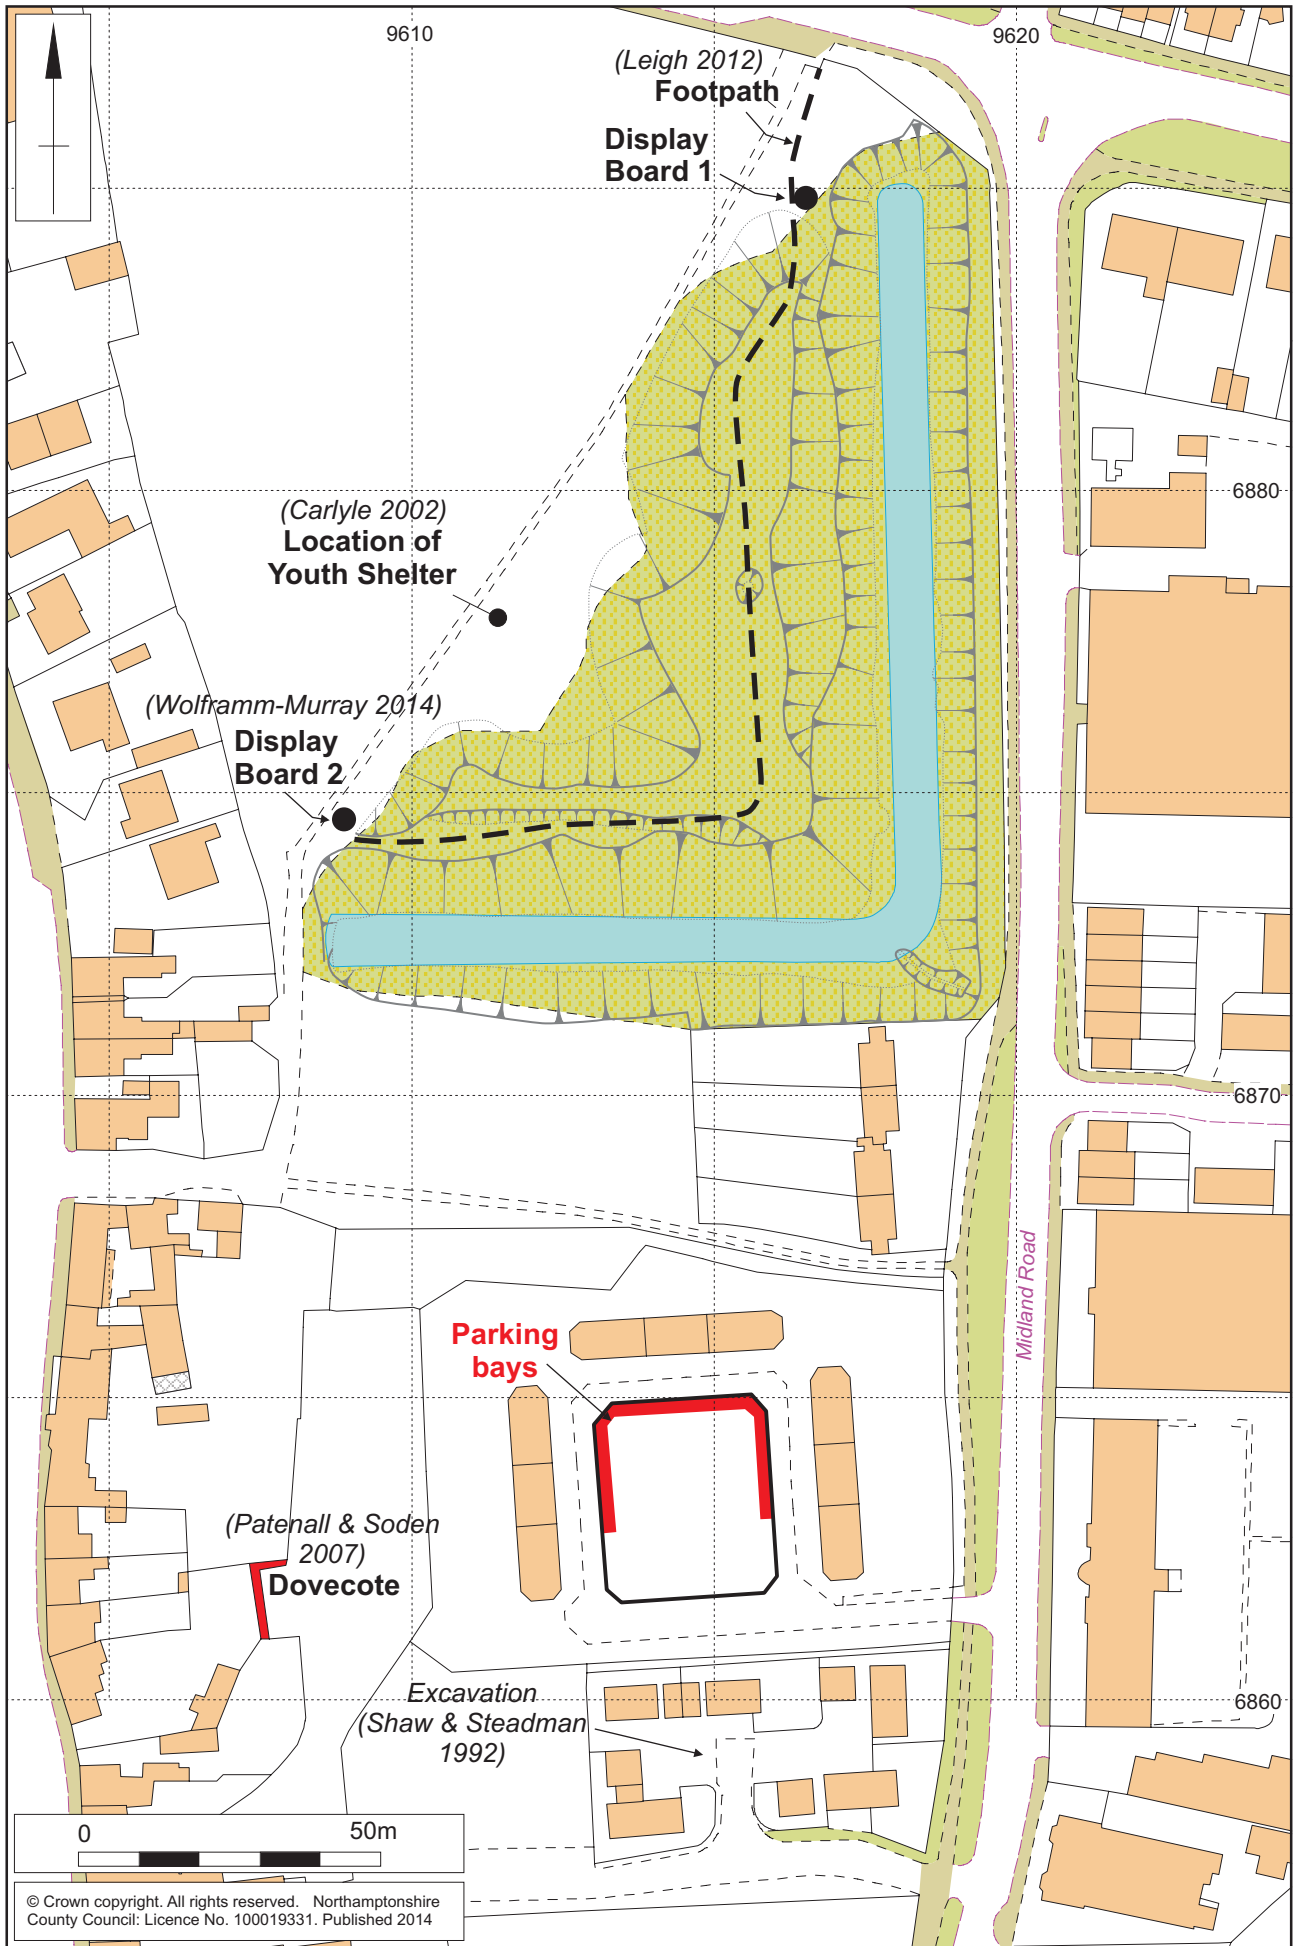 9610
9620
(Leigh 2012)
Footpath
Display
Board 1
6880
(Carlyle 2002)
Location of
Youth Shelter
(Wolframm-Murray 2014)
Display
Board 2
6870
Midland Road
Parking
bays
(Patenall & Soden
2007)
Dovecote
Excavation
(Shaw & Steadman
1992)
6860
0 50m
© Crown copyright. All rights reserved. Northamptonshire
County Council: Licence No. 100019331. Published 2014